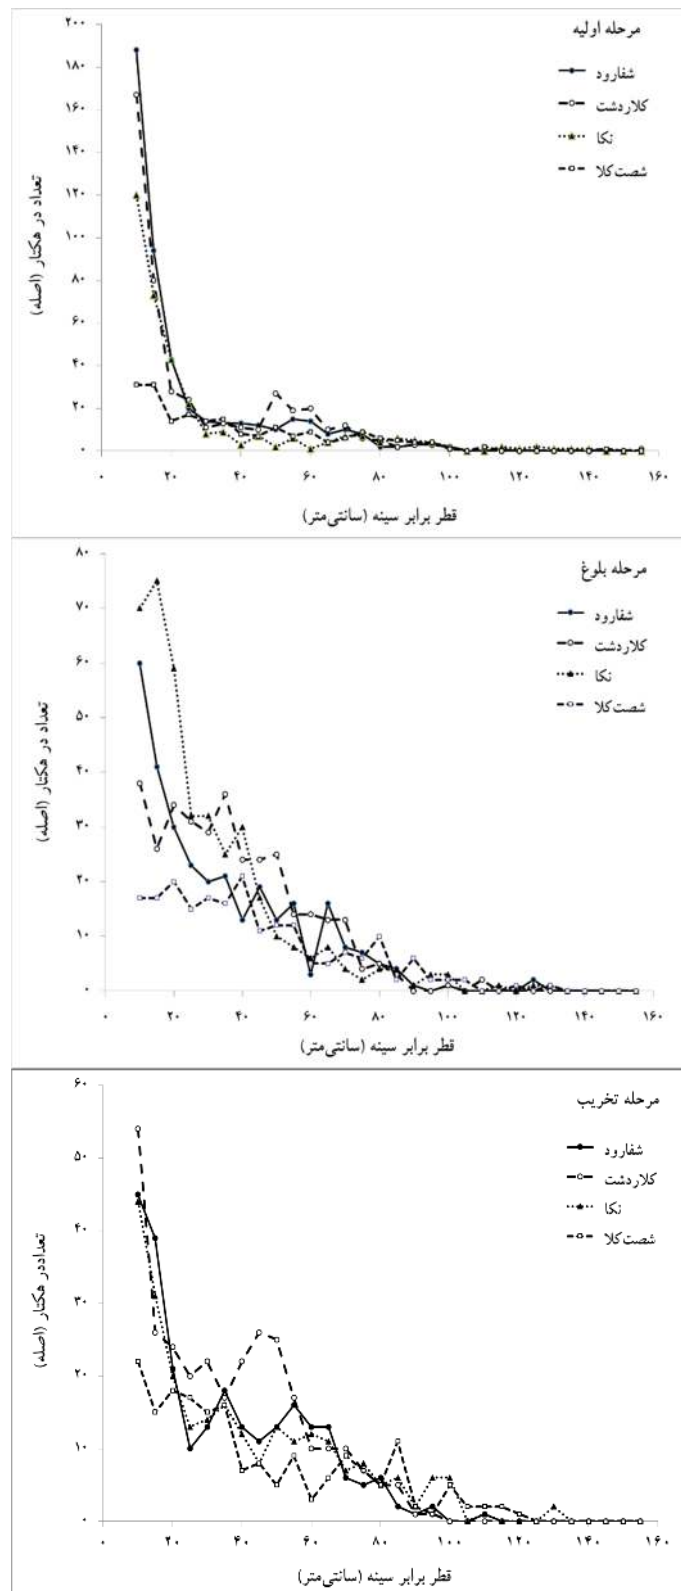 مرحله اولیه
شفارود
کلاردشت
نکا
شصت‌کلا
تعداد در هکتار (اصله)
۲۰۰
۱۸۰
۱۶۰
۱۴۰
۱۲۰
۱۰۰
۸۰
۶۰
۴۰
۲۰
۰
۰ ۲۰ ۴۰ ۶۰ ۸۰ ۱۰۰ ۱۲۰ ۱۴۰ ۱۶۰
قطر برابر سینه (سانتی‌متر)
مرحله بلوغ
شفارود
کلاردشت
نکا
شصت‌کلا
تعداد در هکتار (اصله)
۸۰
۷۰
۶۰
۵۰
۴۰
۳۰
۲۰
۱۰
۰
۰ ۲۰ ۴۰ ۶۰ ۸۰ ۱۰۰ ۱۲۰ ۱۴۰ ۱۶۰
قطر برابر سینه (سانتی‌متر)
مرحله تخریب
شفارود
کلاردشت
نکا
شصت‌کلا
تعداددر هکتار (اصله)
۶۰
۵۰
۴۰
۳۰
۲۰
۱۰
۰
۰ ۲۰ ۴۰ ۶۰ ۸۰ ۱۰۰ ۱۲۰ ۱۴۰ ۱۶۰
قطر برابر سینه (سانتی‌متر)